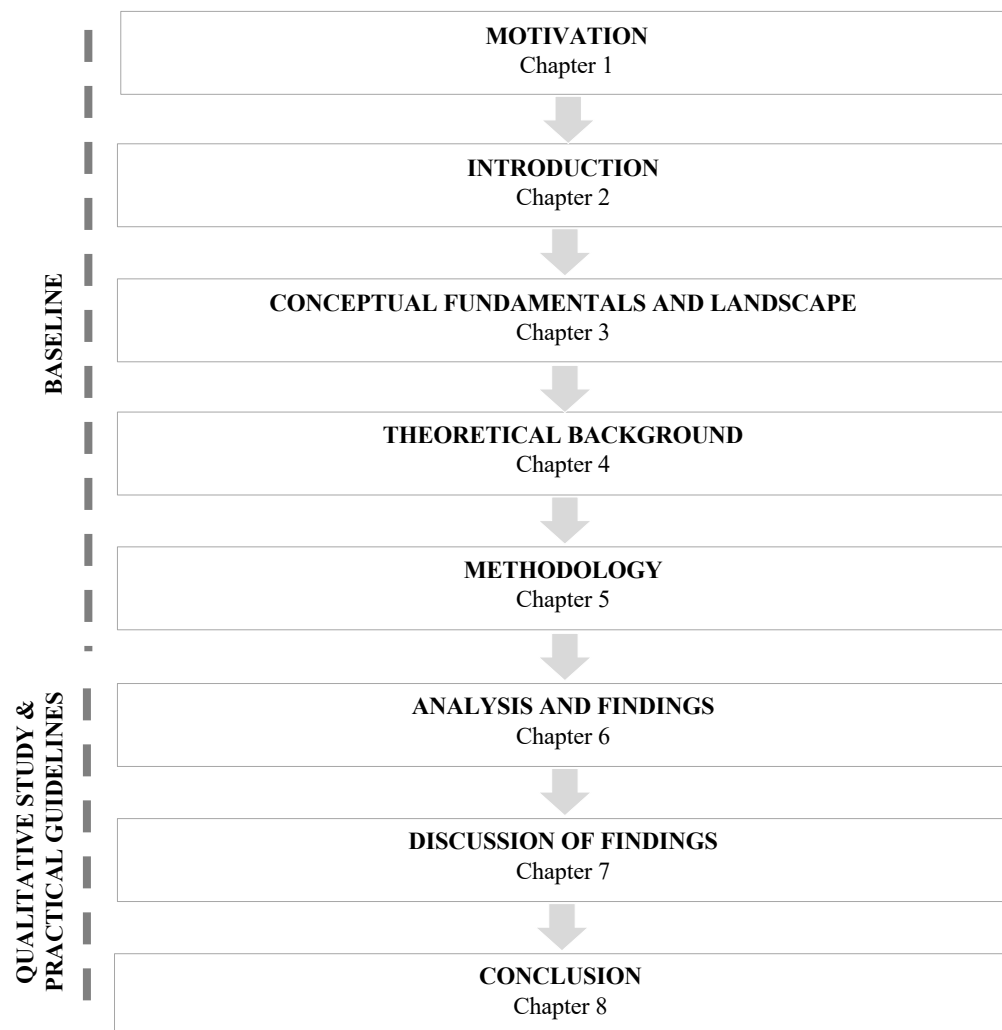 MOTIVATION
Chapter 1
INTRODUCTION
Chapter 2
BASELINE
CONCEPTUAL FUNDAMENTALS AND LANDSCAPE
Chapter 3
THEORETICAL BACKGROUND
Chapter 4
METHODOLOGY
Chapter 5
QUALITATIVE STUDY &
PRACTICAL GUIDELINES
ANALYSIS AND FINDINGS
Chapter 6
DISCUSSION OF FINDINGS
Chapter 7
CONCLUSION
Chapter 8